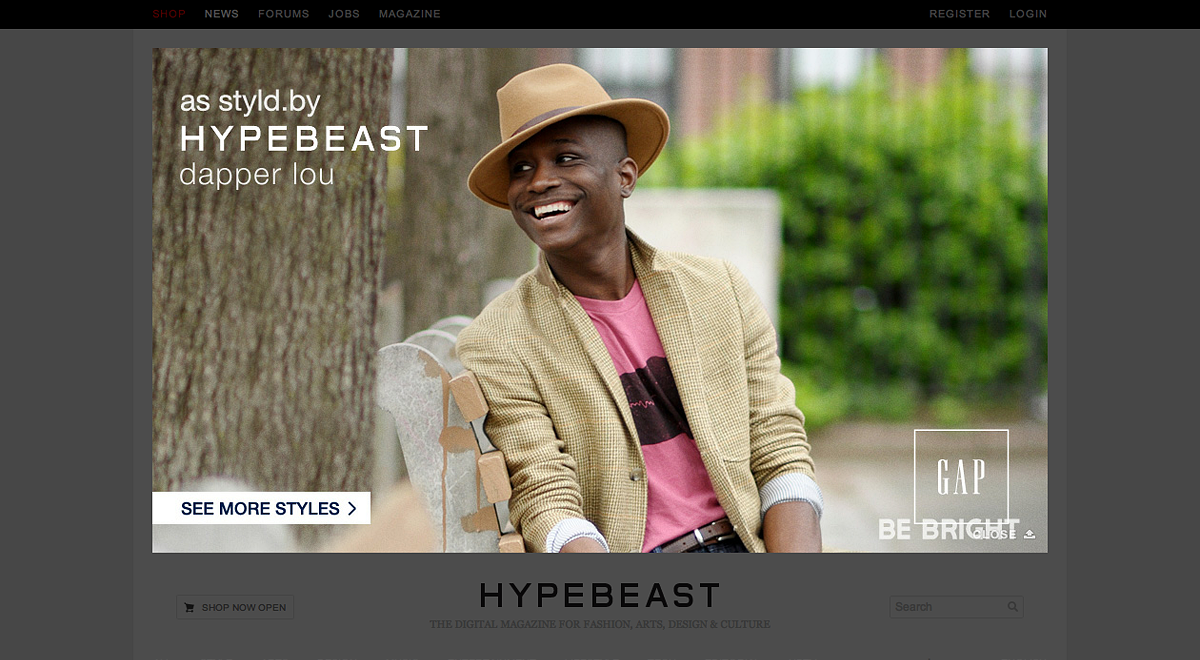 SHOP NEWS FORUMS JOBS MAGAZINE REGISTER LOGIN
as styld.by
HYPEBEAST
dapper lou
GAP
SEE MORE STYLES >
BE BRIGHT
CLOSE
HYPEBEAST
SHOP NOW OPEN
Search
THE DIGITAL MAGAZINE FOR FASHION, ARTS, DESIGN & CULTURE